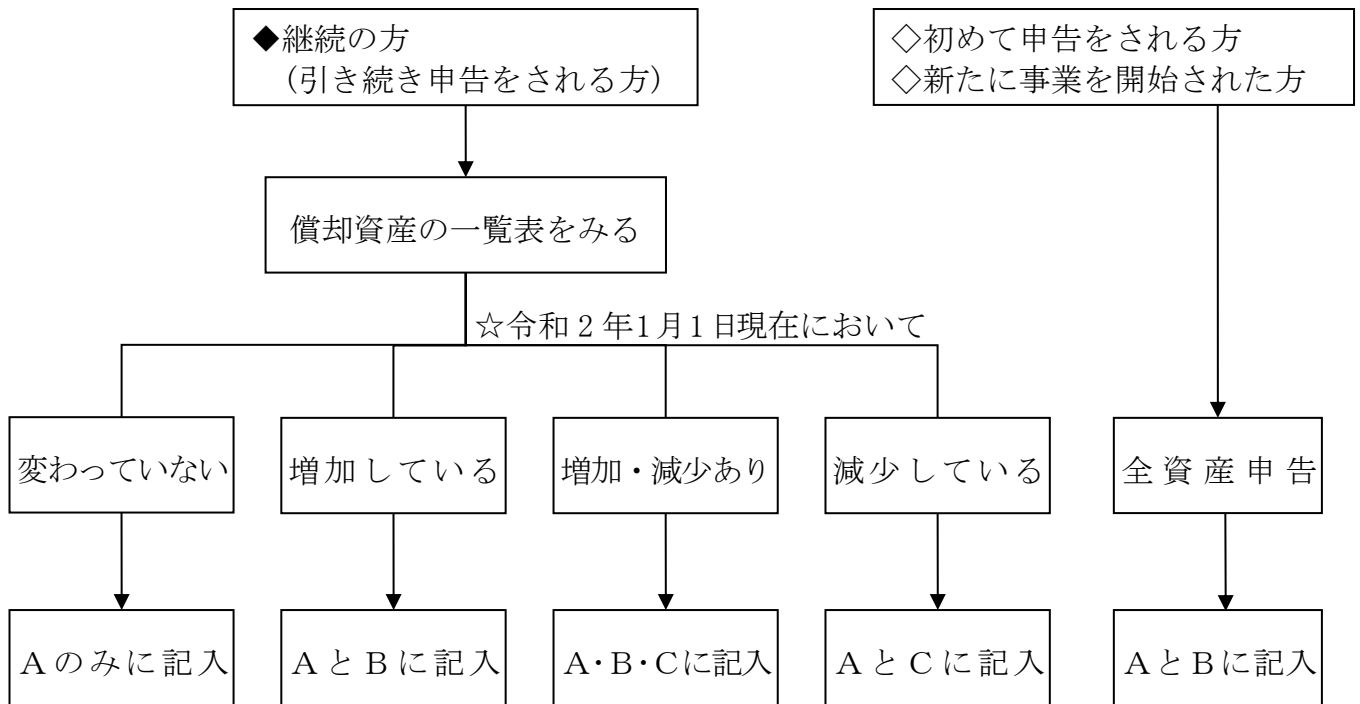 ◆継続の方
(引き続き申告をされる方)
◇初めて申告をされる方
◇新たに事業を開始された方
償却資産の一覧表をみる
☆令和2年1月1日現在において
変わっていない
増加している
増加・減少あり
減少している
全資産申告
Aのみに記入
AとBに記入
A・B・Cに記入
AとCに記入
AとBに記入